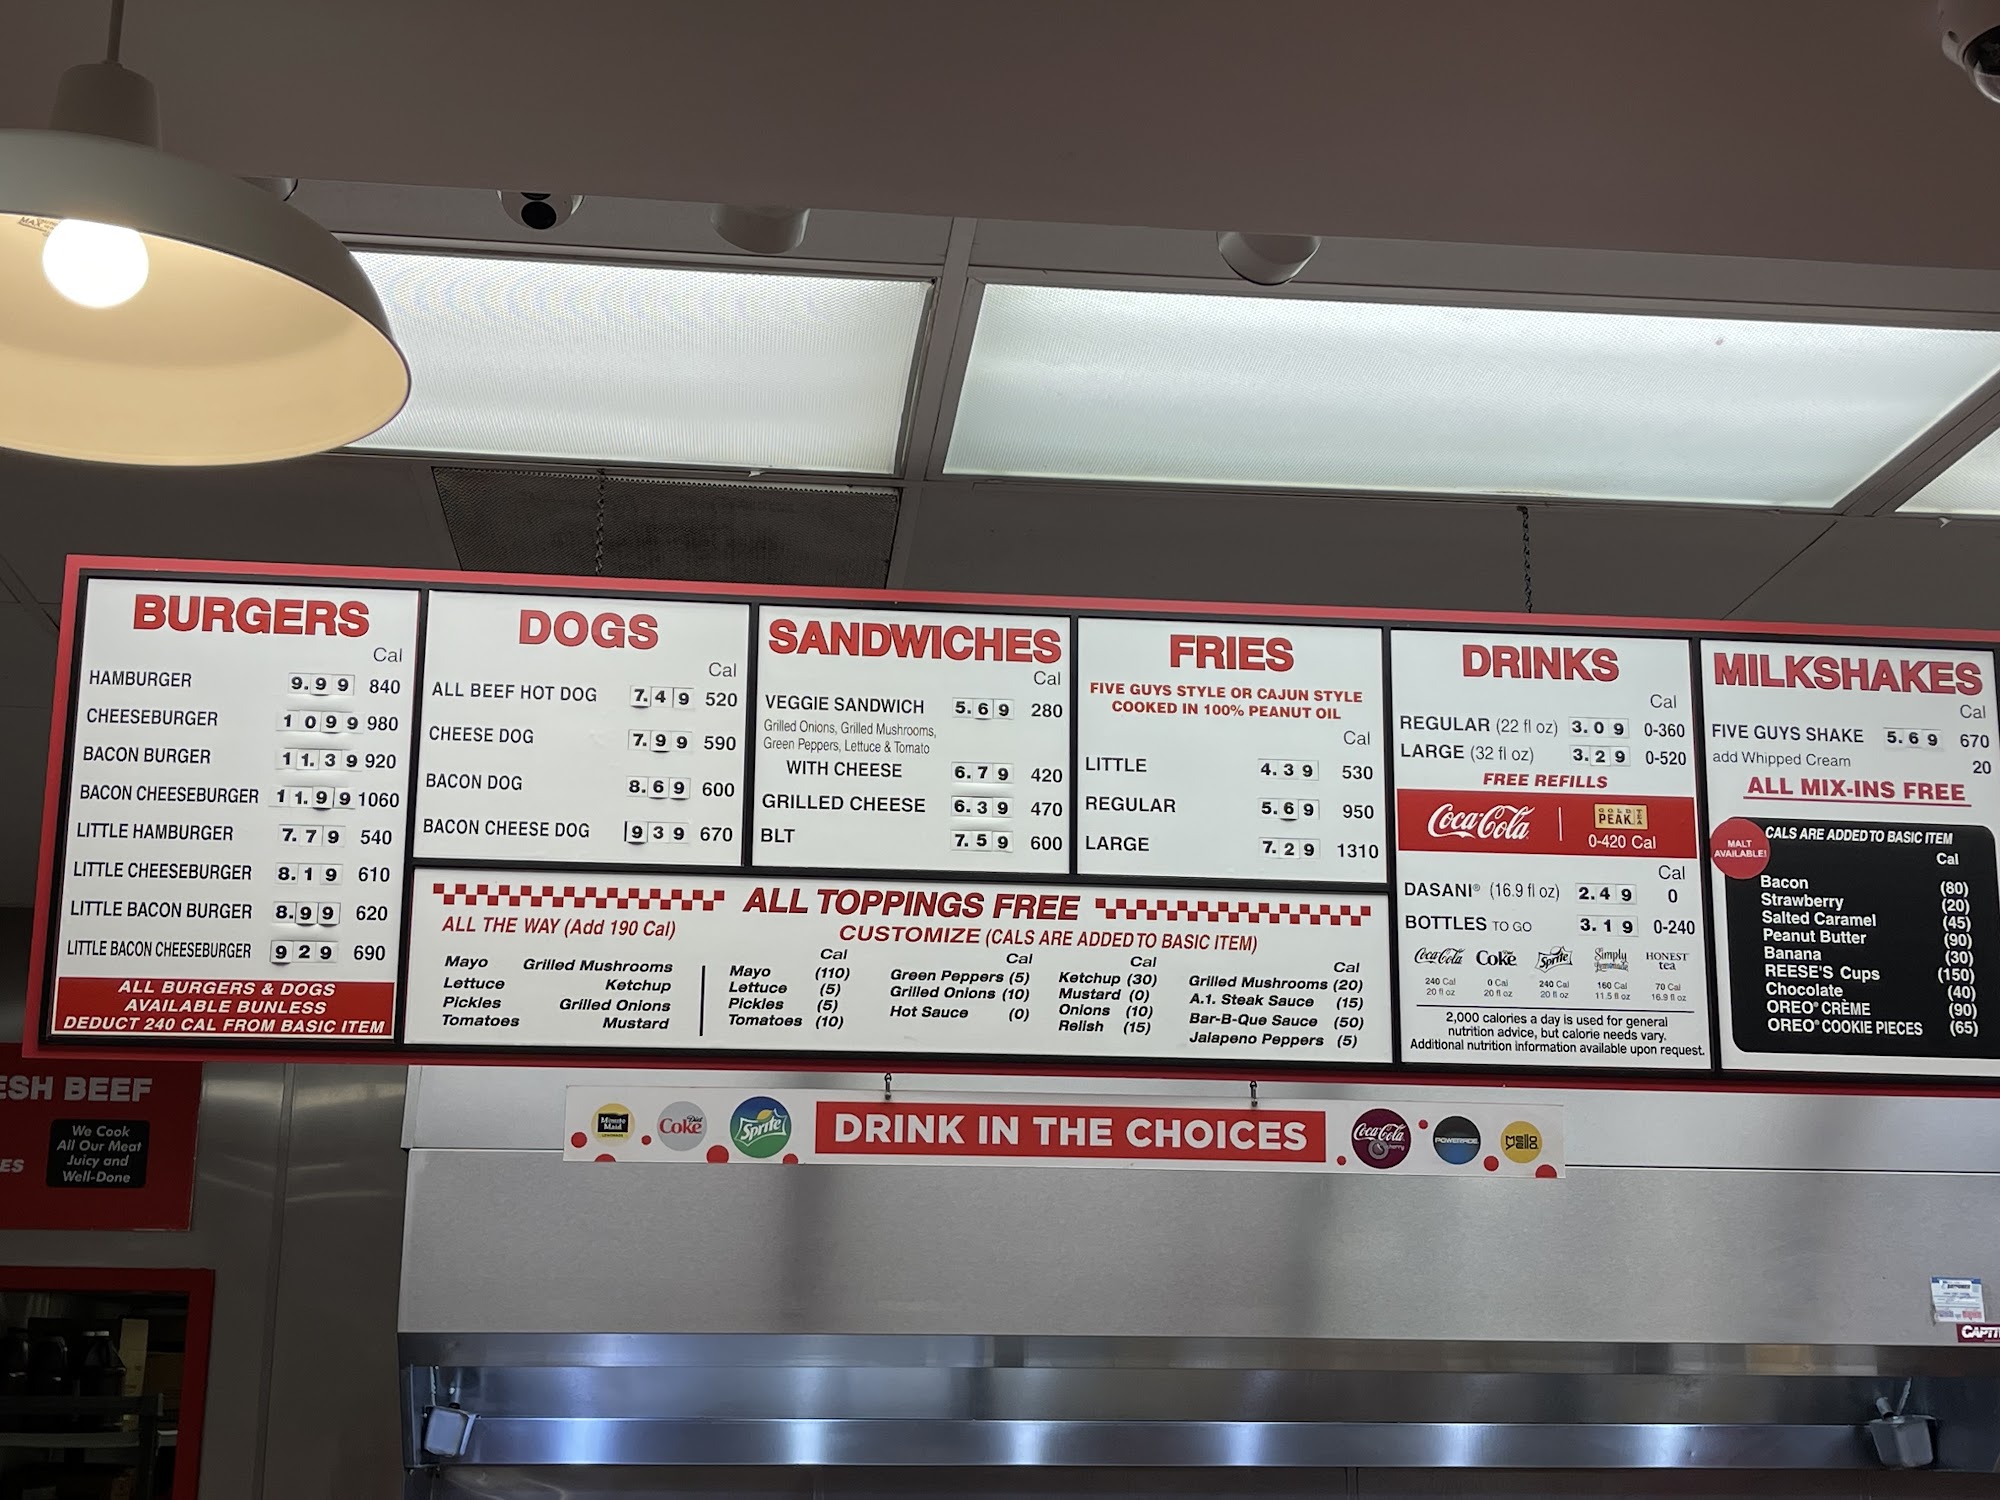 BURGERS
Cal
HAMBURGER 9.99 840
CHEESEBURGER 1099 980
BACON BURGER 11.39 920
BACON CHEESEBURGER 11.99 1060
LITTLE HAMBURGER 7.79 540
LITTLE CHEESEBURGER 8.19 610
LITTLE BACON BURGER 8.99 620
LITTLE BACON CHEESEBURGER 929 690
ALL BURGERS & DOGS
AVAILABLE BUNLESS
DEDUCT 240 CAL FROM BASIC ITEM
DOGS
Cal
ALL BEEF HOT DOG 7.49 520
CHEESE DOG 7.99 590
BACON DOG 8.69 600
BACON CHEESE DOG 939 670
SANDWICHES
Cal
VEGGIE SANDWICH 5.69 280
Grilled Onions, Grilled Mushrooms,
Green Peppers, Lettuce & Tomato
WITH CHEESE 6.79 420
GRILLED CHEESE 6.39 470
BLT 7.59 600
FRIES
FIVE GUYS STYLE OR CAJUN STYLE
COOKED IN 100% PEANUT OIL
Cal
LITTLE 4.39 530
REGULAR 5.69 950
LARGE 7.29 1310
ALL TOPPINGS FREE
ALL THE WAY (Add 190 Cal)
Mayo Grilled Mushrooms
Lettuce Ketchup
Pickles Grilled Onions
Tomatoes Mustard
CUSTOMIZE (CALS ARE ADDED TO BASIC ITEM)
Cal
Mayo (110)
Lettuce (5)
Pickles (5)
Tomatoes (10)
Cal
Green Peppers (5)
Grilled Onions (10)
Hot Sauce (0)
Cal
Ketchup (30)
Mustard (0)
Onions (10)
Relish (15)
Cal
Grilled Mushrooms (20)
A.1. Steak Sauce (15)
Bar-B-Que Sauce (50)
Jalapeno Peppers (5)
DRINKS
Cal
REGULAR (22 fl oz) 3.09 0-360
LARGE (32 fl oz) 3.29 0-520
FREE REFILLS
Coca-Cola GOLD PEAK TEA
0-420 Cal
Cal
DASANI® (16.9 fl oz) 2.49 0
BOTTLES TO GO 3.19 0-240
Coca-Cola Coke Sprite Simply Lemonade HONEST tea
240 Cal 0 Cal 240 Cal 160 Cal 70 Cal
20 fl oz 20 fl oz 20 fl oz 11.5 fl oz 16.9 fl oz
2,000 calories a day is used for general
nutrition advice, but calorie needs vary.
Additional nutrition information available upon request.
MILKSHAKES
Cal
FIVE GUYS SHAKE 5.69 670
add Whipped Cream 20
ALL MIX-INS FREE
MALT
AVAILABLE!
CALS ARE ADDED TO BASIC ITEM
Cal
Bacon (80)
Strawberry (20)
Salted Caramel (45)
Peanut Butter (90)
Banana (30)
REESE'S Cups (150)
Chocolate (40)
OREO® CRÈME (90)
OREO® COOKIE PIECES (65)
Minute Maid LEMONADE Diet Coke Sprite DRINK IN THE CHOICES Coca-Cola cherry POWERADE MELLO YELLO
ESH BEEF
We Cook
All Our Meat
Juicy and
Well-Done
ES
CAPTI